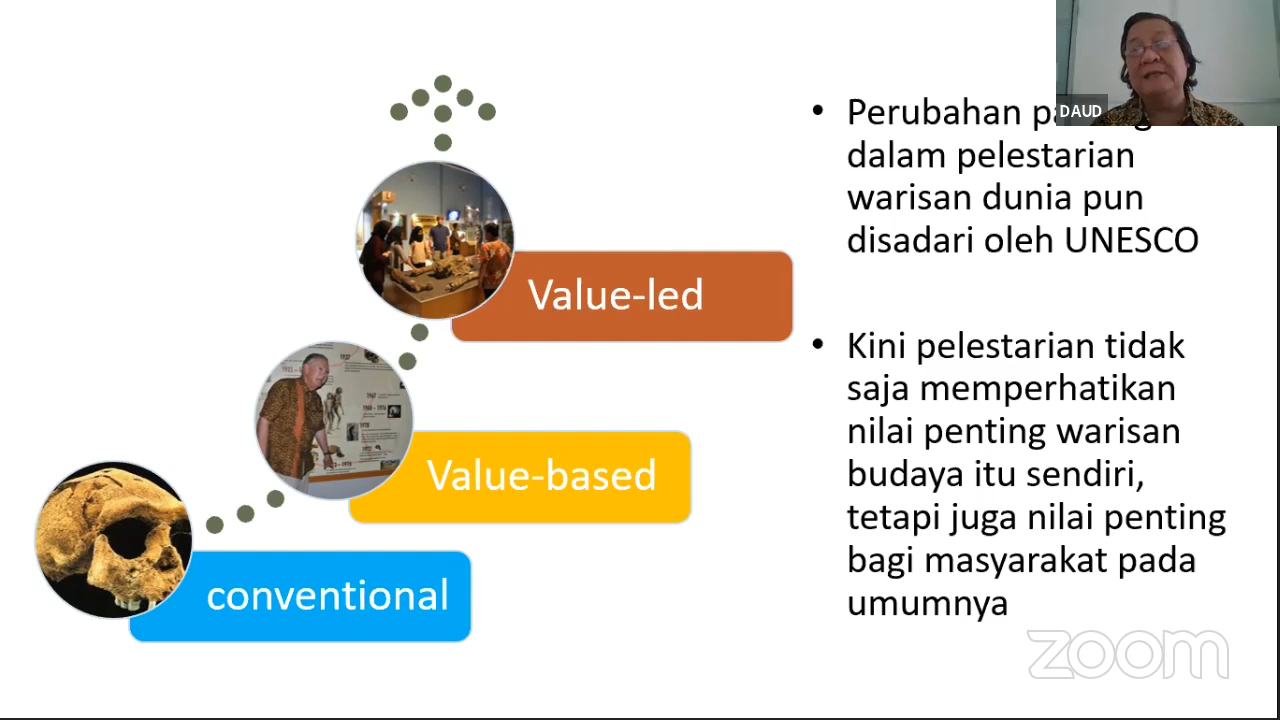 DAUD
Perubahan
dalam pelestarian
warisan dunia pun
disadari oleh UNESCO
Value-led
Kini pelestarian tidak
saja memperhatikan
nilai penting warisan
budaya itu sendiri,
tetapi juga nilai penting
bagi masyarakat pada
umumnya
Value-based
conventional
zoom